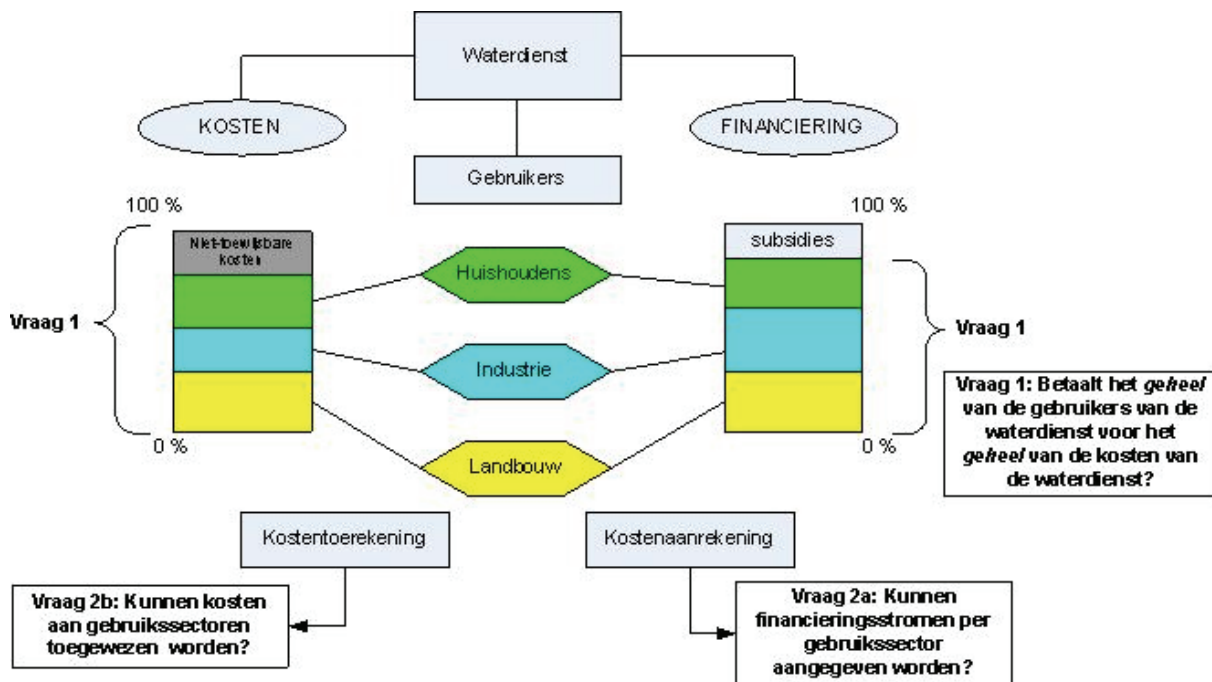 Waterdienst
KOSTEN
FINANCIERING
Gebruikers
100 %
100 %
Niet-toewijsbare
kosten
subsidies
Huishoudens
Vraag 1
Vraag 1
Industrie
Vraag 1: Betaalt het geheel
van de gebruikers van de
waterdienst voor het
geheel van de kosten van
de waterdienst?
0 %
0 %
Landbouw
Kostentoerekening
Kostenaanrekening
Vraag 2b: Kunnen kosten
aan gebruikssectoren
toegewezen worden?
Vraag 2a: Kunnen
financieringsstromen per
gebruikssector
aangegeven worden?